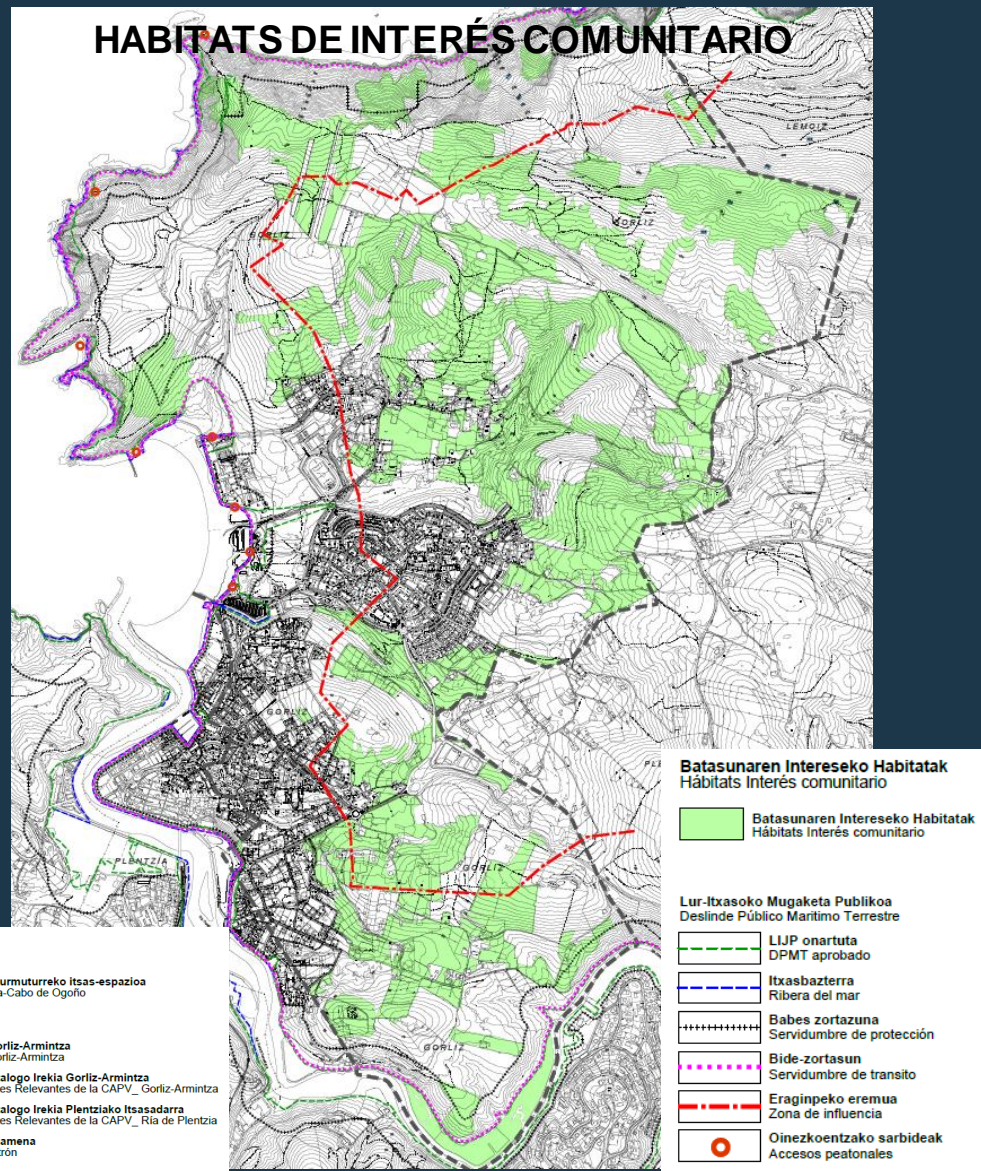 HABITATS DE INTERÉS COMUNITARIO
LEMOIZ
GORLIZ
GORLIZ
GORLIZ
PLENTZIA
GORLIZ
GORLIZ
Batasunaren Intereseko Habitatak
Hábitats Interés comunitario
Batasunaren Intereseko Habitatak
Hábitats Interés comunitario
Lur-Itxasoko Mugaketa Publikoa
Deslinde Público Maritimo Terrestre
LIJP onartuta
DPMT aprobado
Itxasbazterra
Ribera del mar
Babes zortazuna
Servidumbre de protección
Bide-zortasun
Servidumbre de transito
Eraginpeko eremua
Zona de influencia
Oinezkoentzako sarbideak
Accesos peatonales
urmuturreko itsas-espazioa
a-Cabo de Ogoño
orliz-Armintza
orliz-Armintza
alogo Irekia Gorliz-Armintza
es Relevantes de la CAPV_ Gorliz-Armintza
alogo Irekia Plentziako Itsasadarra
es Relevantes de la CAPV_ Ria de Plentzia
amena
trón